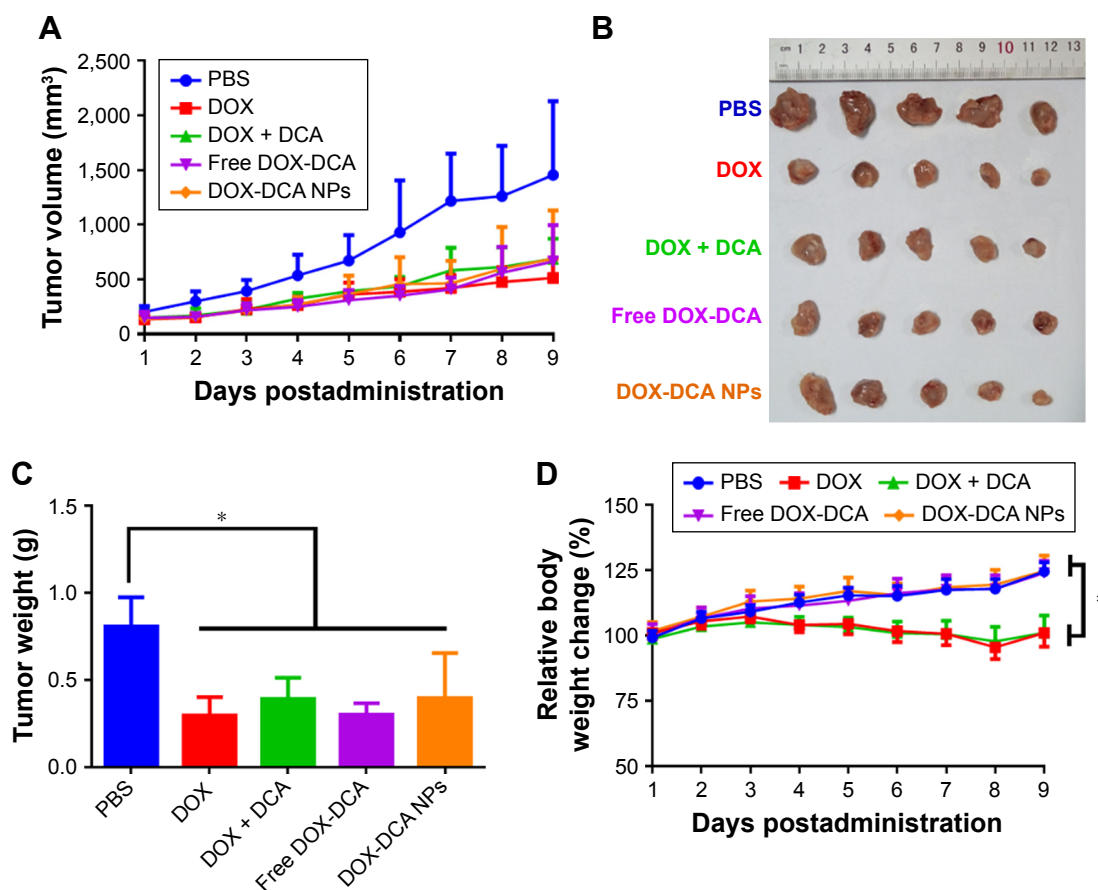 A
Tumor volume (mm³)
2,500
2,000
1,500
1,000
500
0
PBS
DOX
DOX + DCA
Free DOX-DCA
DOX-DCA NPs
1 2 3 4 5 6 7 8 9
Days postadministration
B
cm 1 2 3 4 5 6 7 8 9 10 11 12 13
PBS
DOX
DOX + DCA
Free DOX-DCA
DOX-DCA NPs
C
Tumor weight (g)
1.5
1.0
0.5
0.0
*
PBS
DOX
DOX + DCA
Free DOX-DCA
DOX-DCA NPs
D
PBS DOX DOX + DCA
Free DOX-DCA DOX-DCA NPs
Relative body
weight change (%)
150
125
100
75
50
1 2 3 4 5 6 7 8 9
Days postadministration